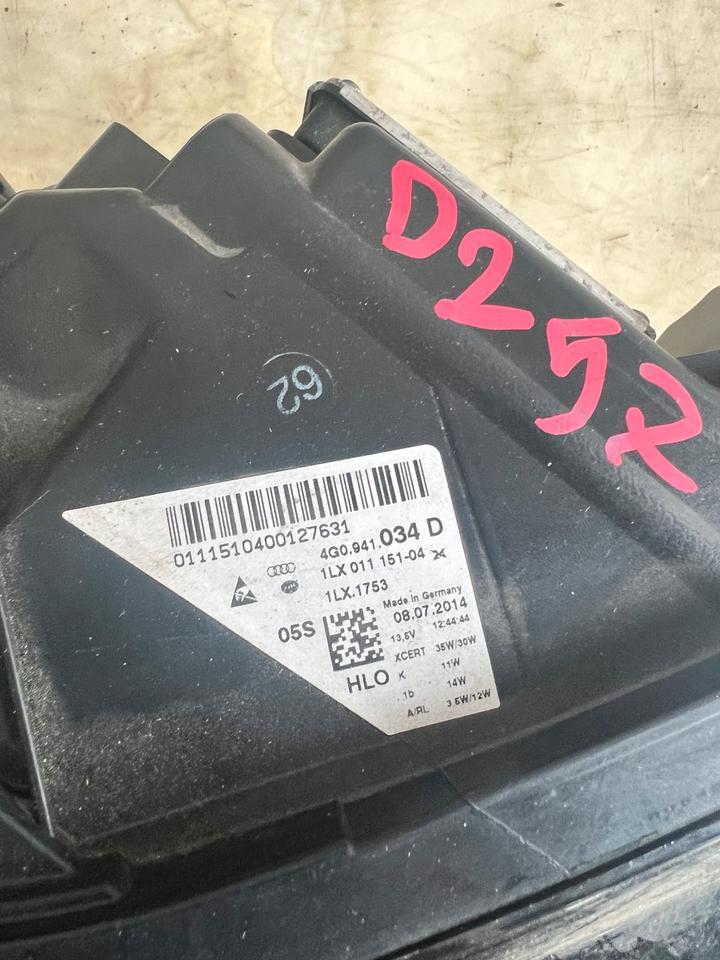 D257
62
0111510400127631
4G0.941.034 D
1LX 011 151-04
1LX.1753
Made in Germany
05S
08.07.2014
13,5V 12:44:44
XCERT 35W/30W
HLO
K 11W
1b 14W
A/RL 3.5W/12W